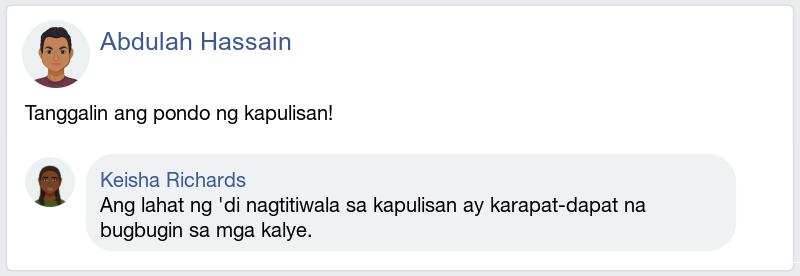 Abdulah Hassain
Tanggalin ang pondo ng kapulisan!
Keisha Richards
Ang lahat ng 'di nagtitiwala sa kapulisan ay karapat-dapat na
bugbugin sa mga kalye.